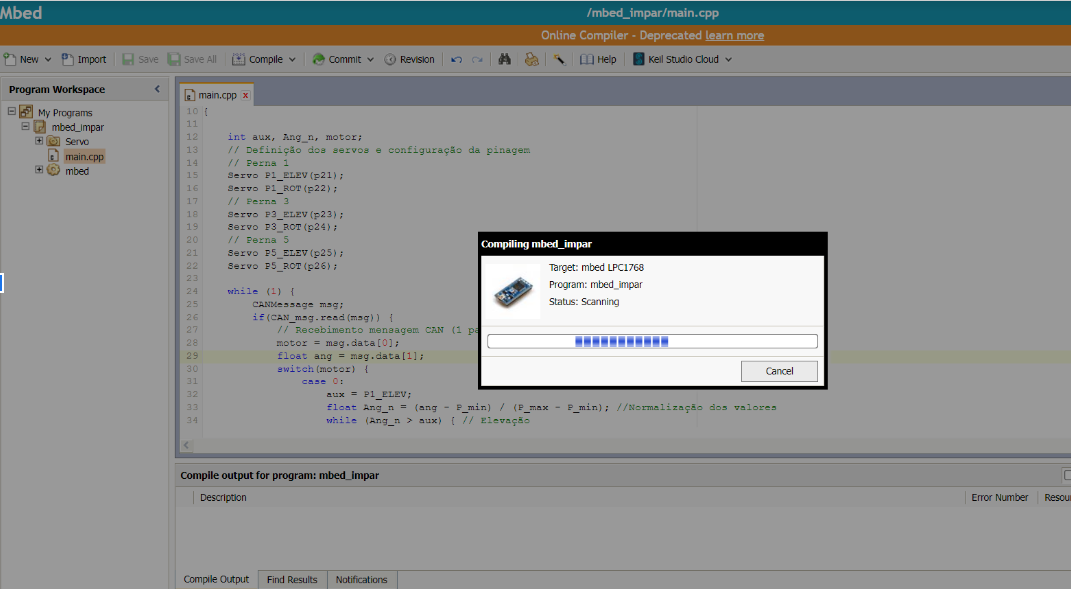 Mbed
/mbed_impar/main.cpp
Online Compiler - Deprecated learn more
New Import Save Save All Compile Commit Revision Help Keil Studio Cloud
Program Workspace
My Programs
mbed_impar
Servo
main.cpp
mbed
main.cpp x
10 {
11
12 int aux, Ang_n, motor;
13 // Definição dos servos e configuração da pinagem
14 // Perna 1
15 Servo P1_ELEV(p21);
16 Servo P1_ROT(p22);
17 // Perna 3
18 Servo P3_ELEV(p23);
19 Servo P3_ROT(p24);
20 // Perna 5
21 Servo P5_ELEV(p25);
22 Servo P5_ROT(p26);
23
24 while (1) {
25 CANMessage msg;
26 if(CAN_msg.read(msg)) {
27 // Recebimento mensagem CAN (1 pa
28 motor = msg.data[0];
29 float ang = msg.data[1];
30 switch(motor) {
31 case 0:
32 aux = P1_ELEV;
33 float Ang_n = (ang - P_min) / (P_max - P_min); //Normalização dos valores
34 while (Ang_n > aux) { // Elevação
Compiling mbed_impar
Target: mbed LPC1768
Program: mbed_impar
Status: Scanning
Cancel
Compile output for program: mbed_impar
Description Error Number Resou
Compile Output Find Results Notifications